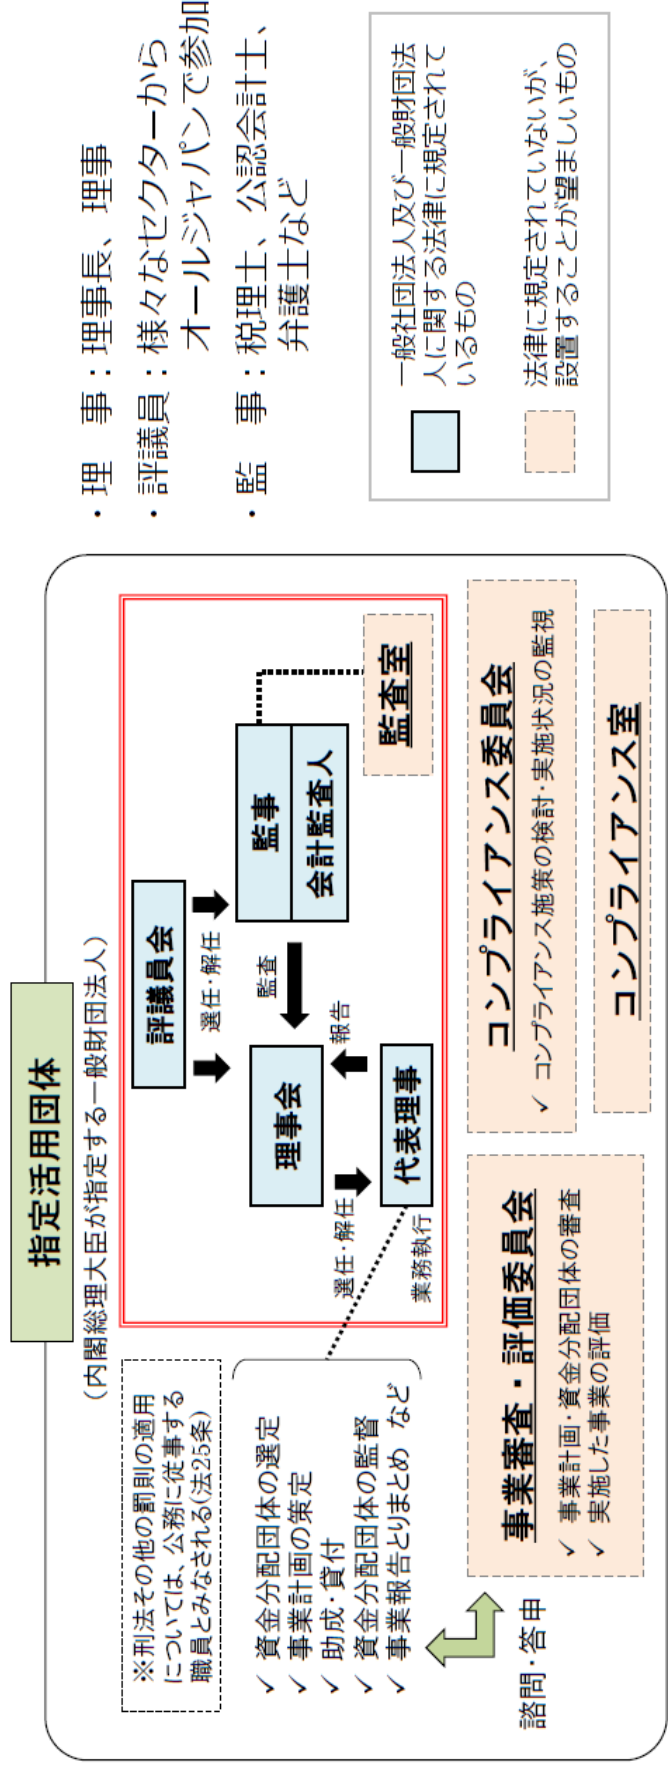 指定活用団体
（内閣総理大臣が指定する一般財団法人）
※刑法その他の罰則の適用
については、公務に従事する
職員とみなされる(法25条)
✓ 資金分配団体の選定
✓ 事業計画の策定
✓ 助成・貸付
✓ 資金分配団体の監督
✓ 事業報告とりまとめ など
諮問・答申
評議員会
選任・解任
理事会
監査
監事
会計監査人
選任・解任
報告
代表理事
業務執行
監査室
事業審査・評価委員会
✓ 事業計画・資金分配団体の審査
✓ 実施した事業の評価
コンプライアンス委員会
✓ コンプライアンス施策の検討・実施状況の監視
コンプライアンス室
・理　事：理事長、理事
・評議員：様々なセクターから
オールジャパンで参加
・監　事：税理士、公認会計士、
弁護士など
一般社団法人及び一般財団法
人に関する法律に規定されて
いるもの
法律に規定されていないが、
設置することが望ましいもの